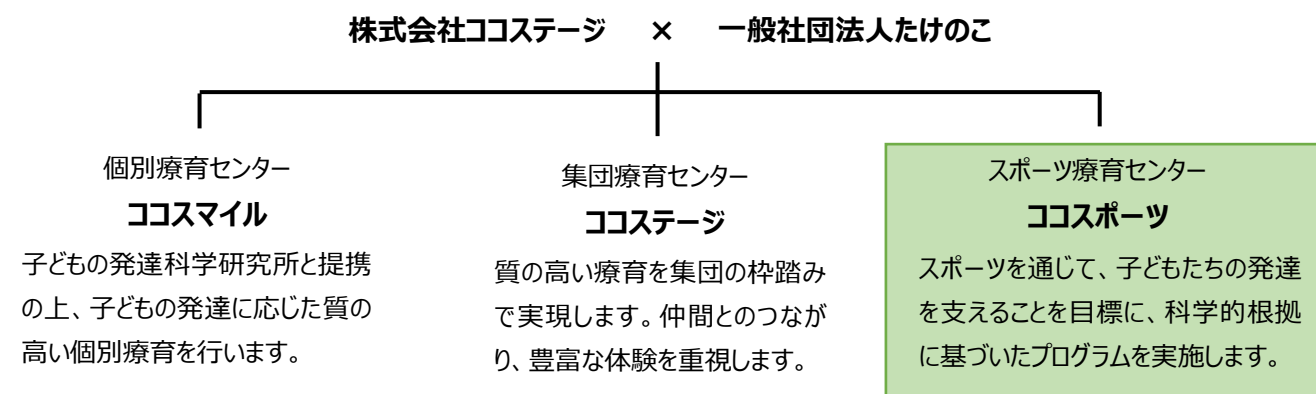 株式会社ココステージ × 一般社団法人たけのこ
個別療育センター
ココスマイル
子どもの発達科学研究所と提携
の上、子どもの発達に応じた質の
高い個別療育を行います。
集団療育センター
ココステージ
質の高い療育を集団の枠踏み
で実現します。仲間とのつなが
り、豊富な体験を重視します。
スポーツ療育センター
ココスポーツ
スポーツを通じて、子どもたちの発達
を支えることを目標に、科学的根拠
に基づいたプログラムを実施します。